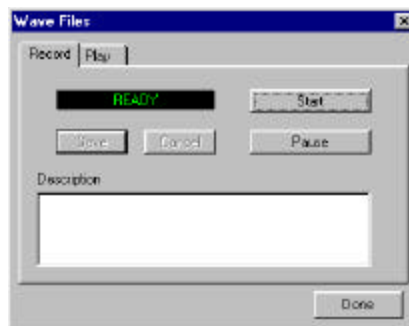 Wave Files
Record Play
READY Start
Save Cancel Pause
Description
Done